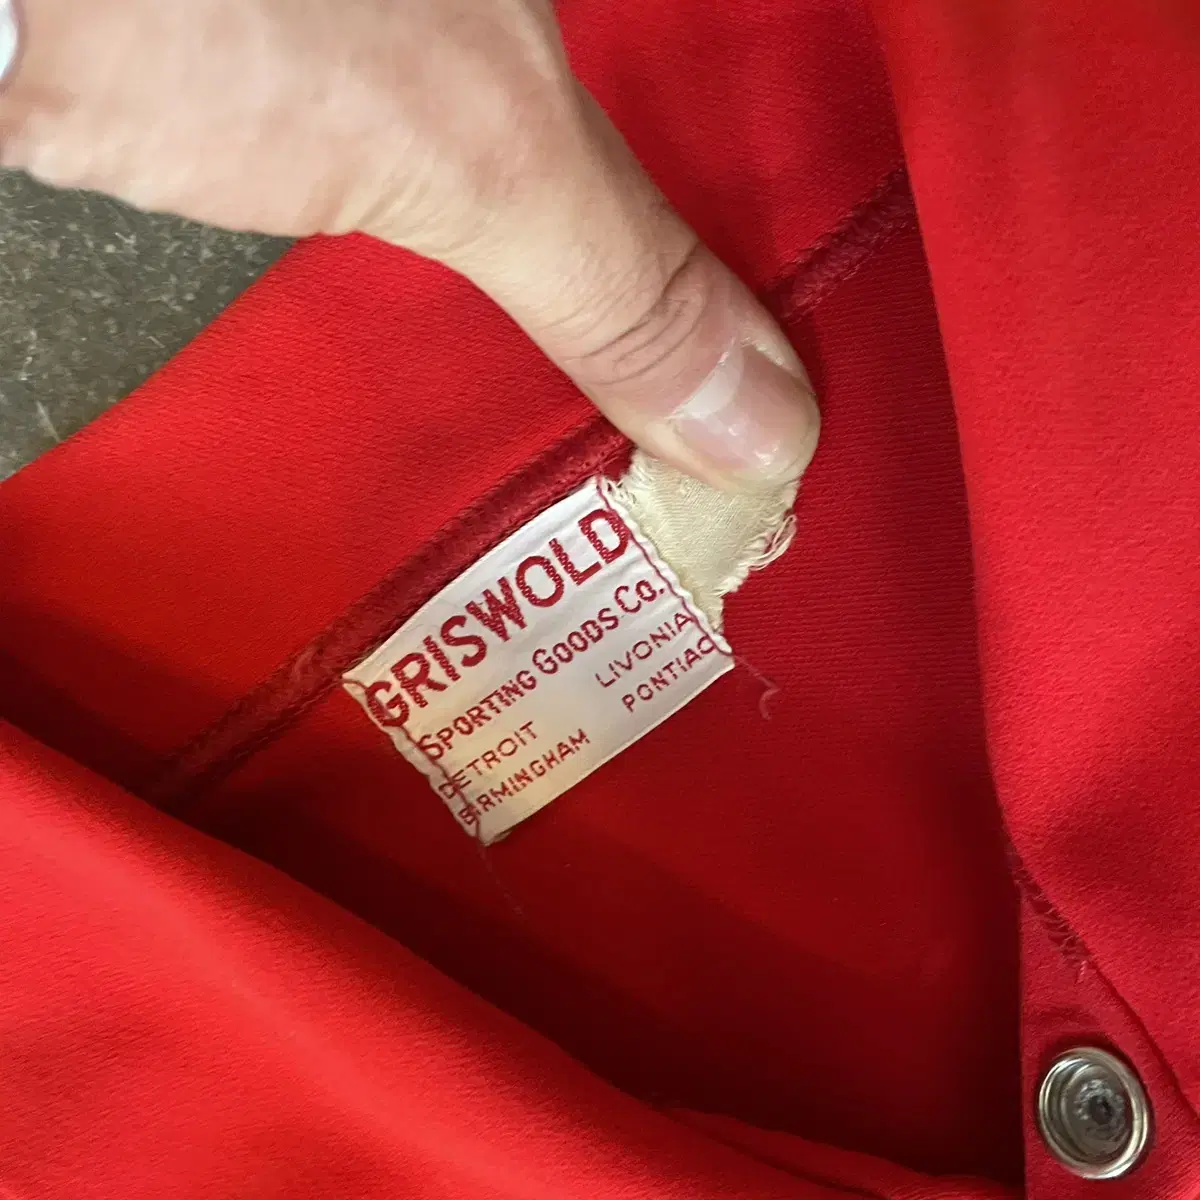 GRISWOLD
SPORTING GOODS Co.
DETROIT LIVONIA
BIRMINGHAM PONTIAC